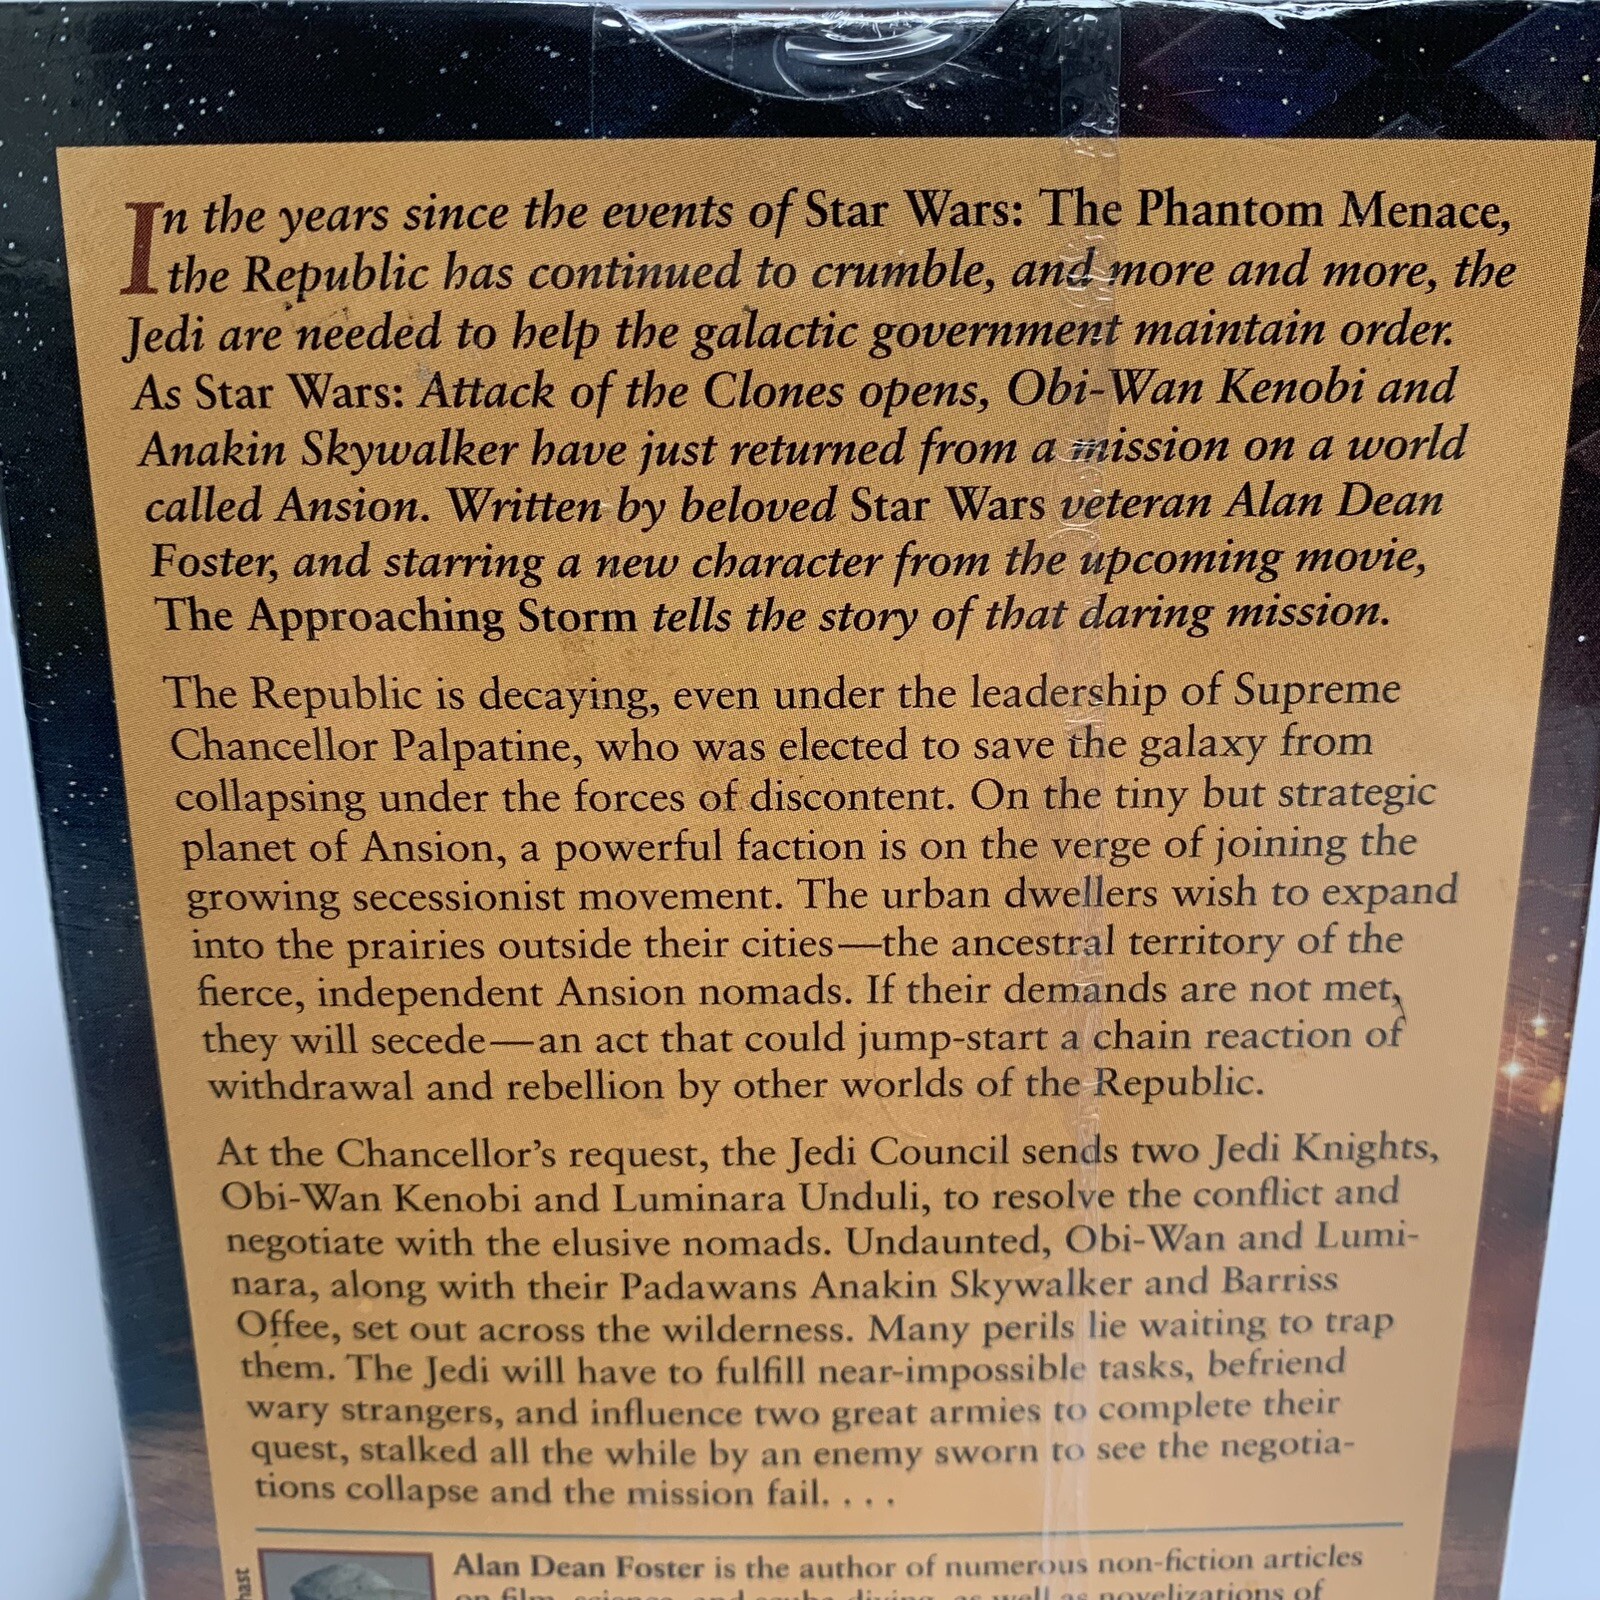 In the years since the events of Star Wars: The Phantom Menace,
the Republic has continued to crumble, and more and more, the
Jedi are needed to help the galactic government maintain order.
As Star Wars: Attack of the Clones opens, Obi-Wan Kenobi and
Anakin Skywalker have just returned from a mission on a world
called Ansion. Written by beloved Star Wars veteran Alan Dean
Foster, and starring a new character from the upcoming movie,
The Approaching Storm tells the story of that daring mission.
The Republic is decaying, even under the leadership of Supreme
Chancellor Palpatine, who was elected to save the galaxy from
collapsing under the forces of discontent. On the tiny but strategic
planet of Ansion, a powerful faction is on the verge of joining the
growing secessionist movement. The urban dwellers wish to expand
into the prairies outside their cities—the ancestral territory of the
fierce, independent Ansion nomads. If their demands are not met,
they will secede—an act that could jump-start a chain reaction of
withdrawal and rebellion by other worlds of the Republic.
At the Chancellor's request, the Jedi Council sends two Jedi Knights,
Obi-Wan Kenobi and Luminara Unduli, to resolve the conflict and
negotiate with the elusive nomads. Undaunted, Obi-Wan and Lumi-
nara, along with their Padawans Anakin Skywalker and Barriss
Offee, set out across the wilderness. Many perils lie waiting to trap
them. The Jedi will have to fulfill near-impossible tasks, befriend
wary strangers, and influence two great armies to complete their
quest, stalked all the while by an enemy sworn to see the negotia-
tions collapse and the mission fail. . . .
Alan Dean Foster is the author of numerous non-fiction articles
on film, science, and scuba diving, as well as novelizations of